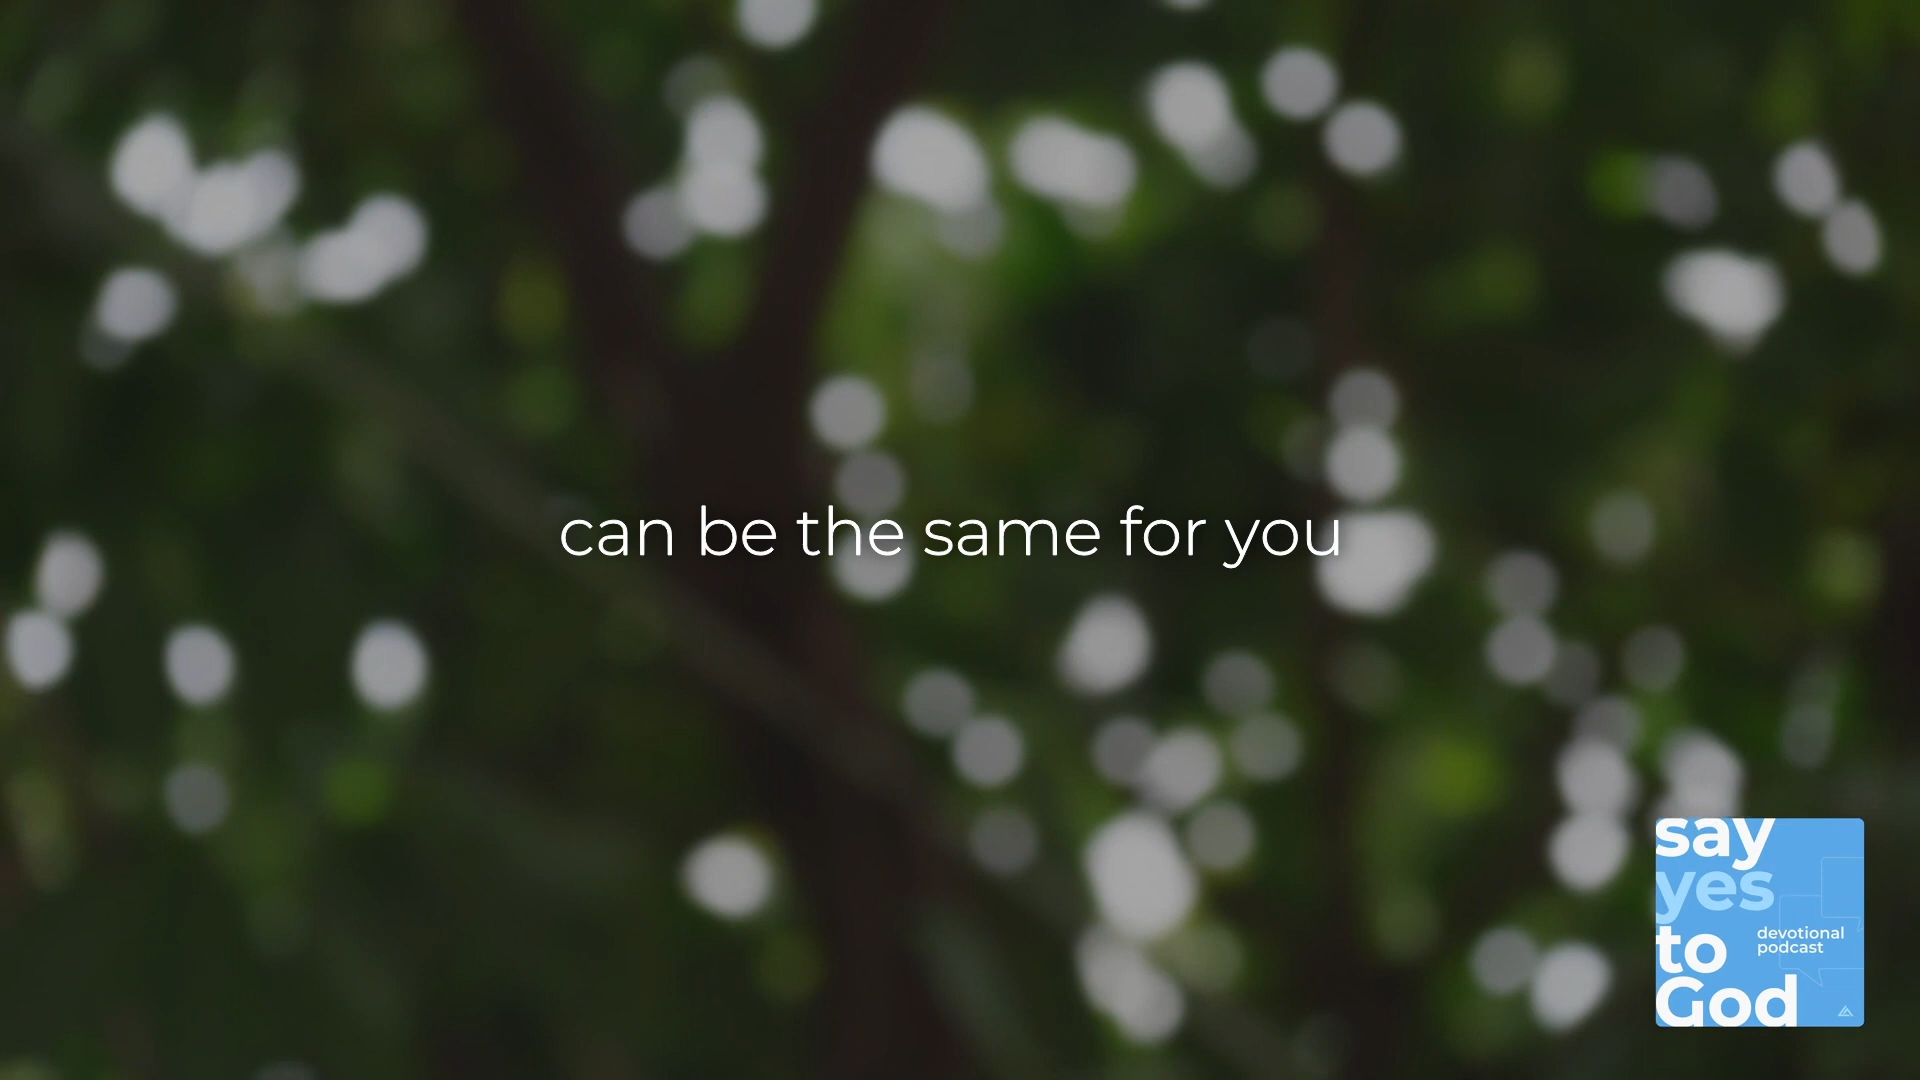 can be the same for you
say
yes
to
God
devotional
podcast